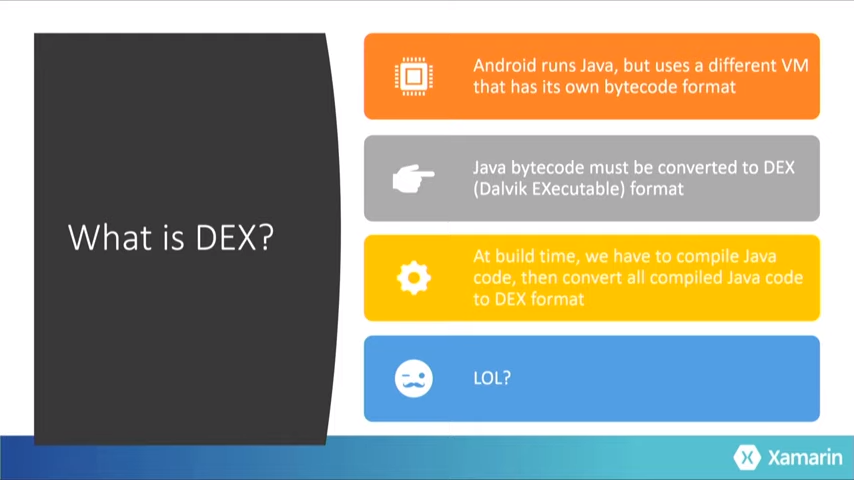 What is DEX?
Android runs Java, but uses a different VM
that has its own bytecode format
Java bytecode must be converted to DEX
(Dalvik EXecutable) format
At build time, we have to compile Java
code, then convert all compiled Java code
to DEX format
LOL?
Xamarin